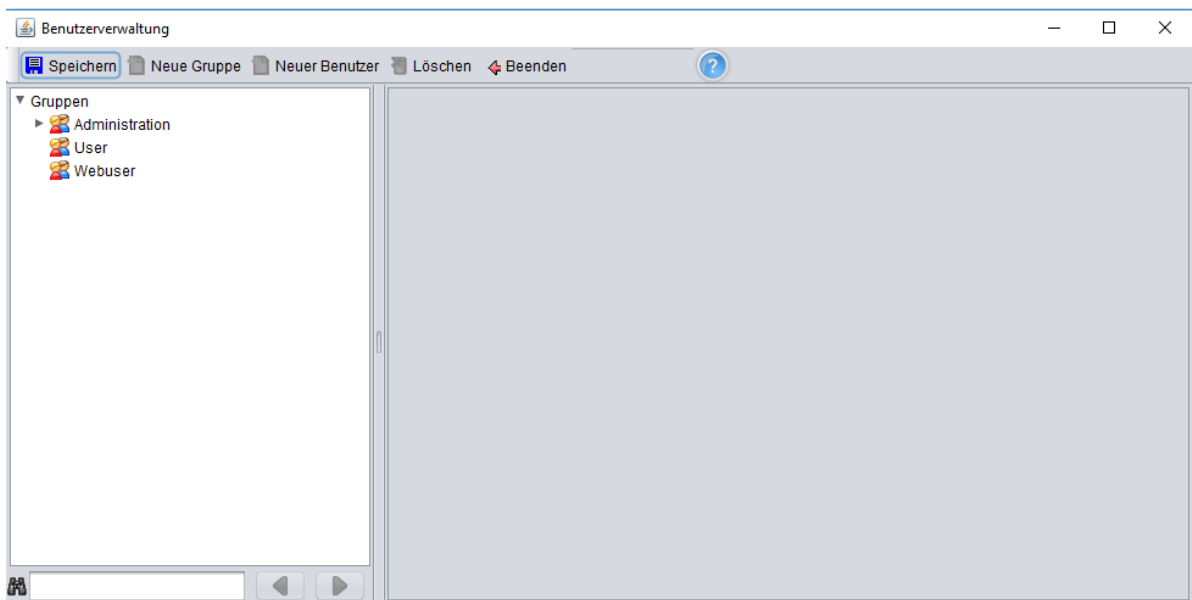 Benutzerverwaltung
Speichern Neue Gruppe Neuer Benutzer Löschen Beenden ?
Gruppen
Administration
User
Webuser